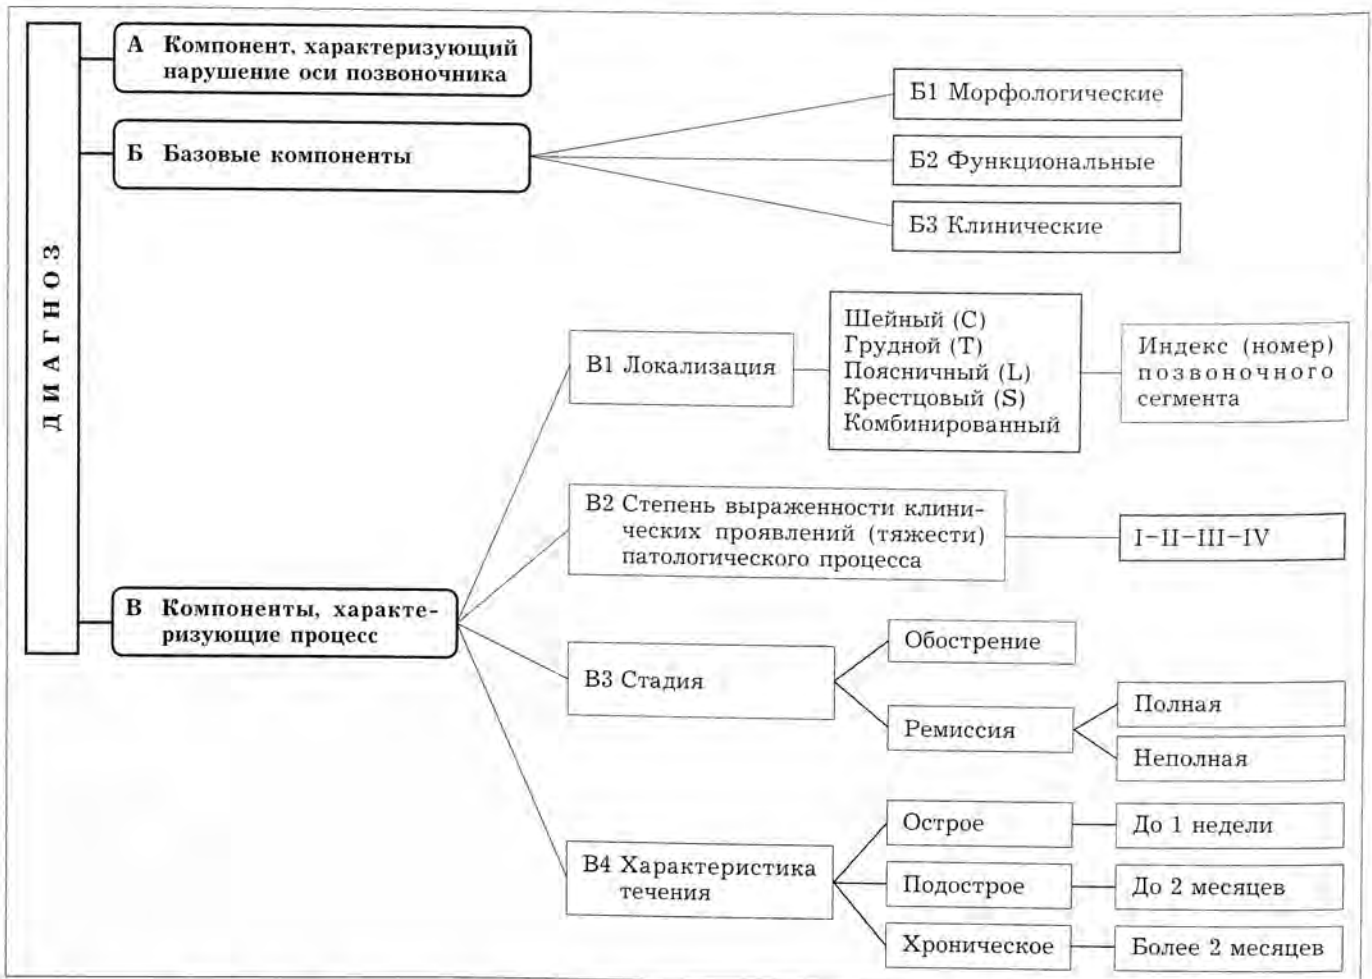 ДИАГНОЗ
А Компонент, характеризующий
нарушение оси позвоночника
Б Базовые компоненты
Б1 Морфологические
Б2 Функциональные
Б3 Клинические
В Компоненты, характе-
ризующие процесс
В1 Локализация
Шейный (C)
Грудной (T)
Поясничный (L)
Крестцовый (S)
Комбинированный
Индекс (номер)
позвоночного
сегмента
В2 Степень выраженности клини-
ческих проявлений (тяжести)
патологического процесса
I-II-III-IV
В3 Стадия
Обострение
Ремиссия
Полная
Неполная
В4 Характеристика
течения
Острое
До 1 недели
Подострое
До 2 месяцев
Хроническое
Более 2 месяцев